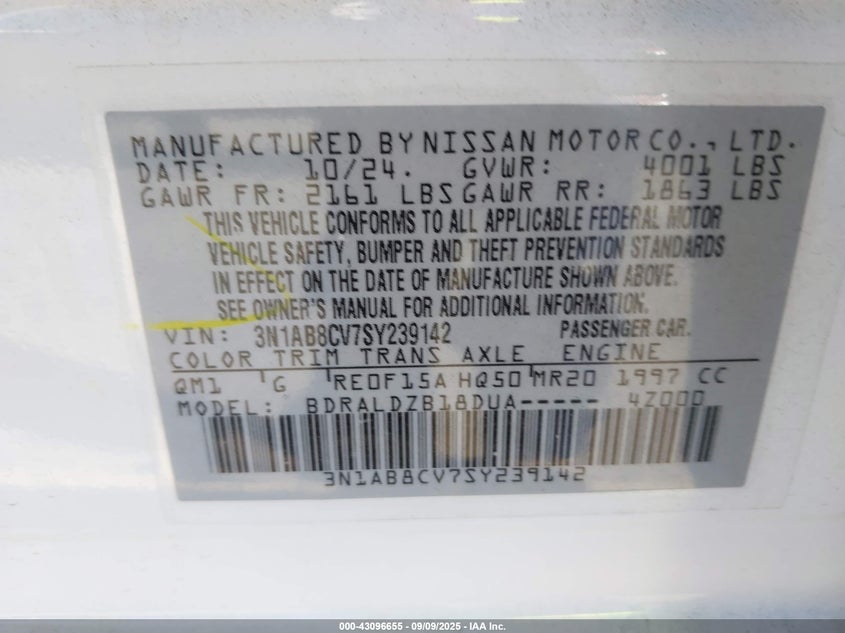 MANUFACTURED BY NISSAN MOTOR CO., LTD.
DATE: 10/24. GVWR: 4001 LBS
GAWR FR: 2161 LBS GAWR RR: 1863 LBS
THIS VEHICLE CONFORMS TO ALL APPLICABLE FEDERAL MOTOR
VEHICLE SAFETY, BUMPER AND THEFT PREVENTION STANDARDS
IN EFFECT ON THE DATE OF MANUFACTURE SHOWN ABOVE.
SEE OWNER'S MANUAL FOR ADDITIONAL INFORMATION.
VIN: 3N1AB8CV7SY239142 PASSENGER CAR.
COLOR TRIM TRANS AXLE ENGINE
QM1 G RE0F15A HQ50 MR20 1997 CC
MODEL: BDRALDZB18DUA----- 4Z000
3N1AB8CV7SY239142
000-43096655 - 09/09/2025 - IAA Inc.